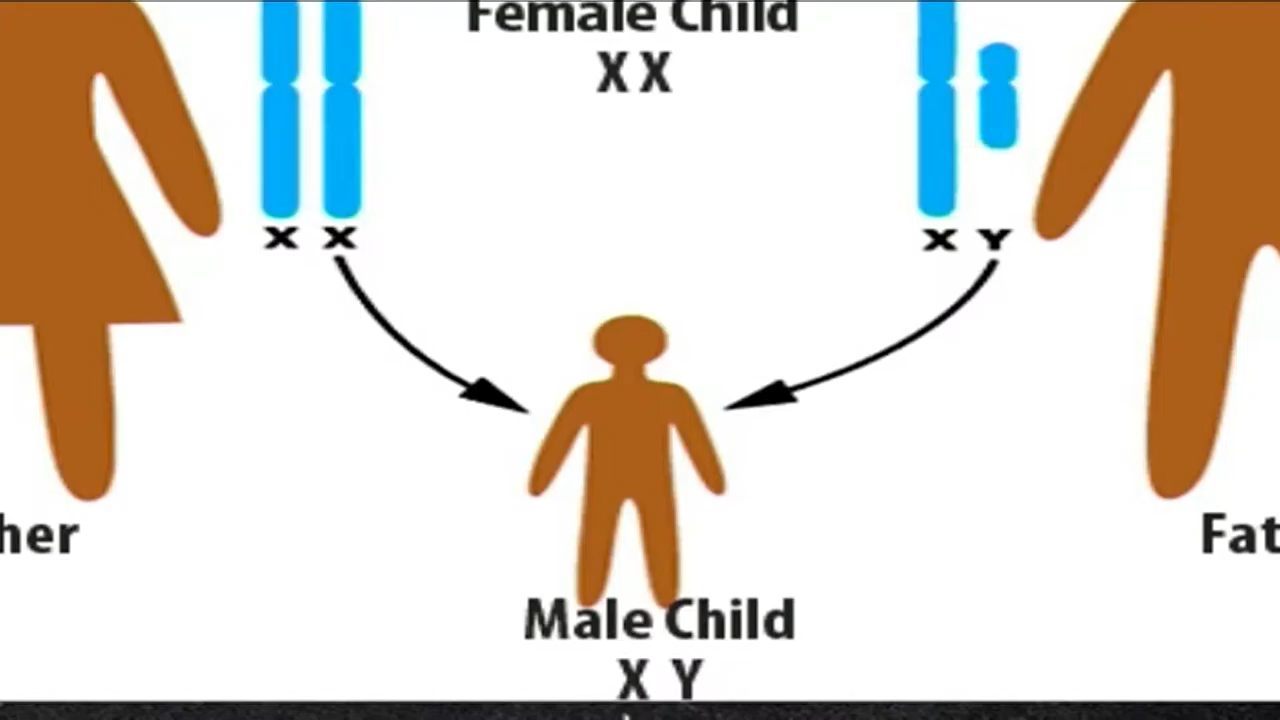 Female Child
X X
X X
X Y
her
Fat
Male Child
X Y